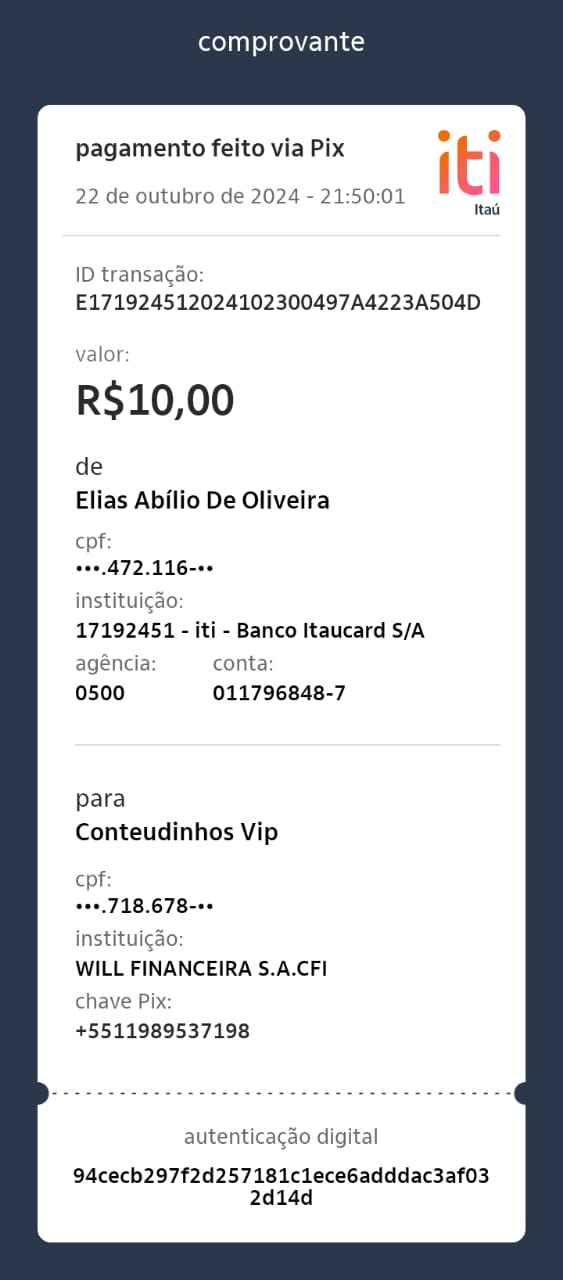 comprovante
pagamento feito via Pix
22 de outubro de 2024 - 21:50:01
iti
Itaú
ID transação:
E171924512024102300497A4223A504D
valor:
R$10,00
de
Elias Abílio De Oliveira
cpf:
•••.472.116-••
instituição:
17192451 - iti - Banco Itaucard S/A
agência: conta:
0500 011796848-7
para
Conteudinhos Vip
cpf:
•••.718.678-••
instituição:
WILL FINANCEIRA S.A.CFI
chave Pix:
+5511989537198
autenticação digital
94cecb297f2d257181c1ece6adddac3af03
2d14d